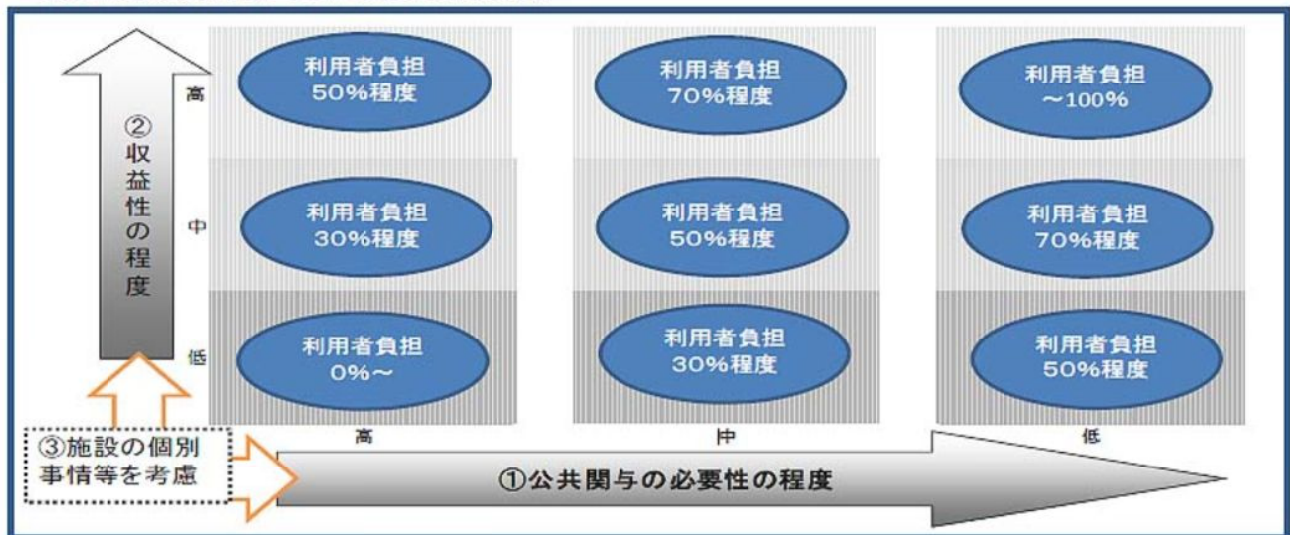 利用者負担
50%程度
利用者負担
70%程度
利用者負担
～100%
高
②収益性の程度
利用者負担
30%程度
利用者負担
50%程度
利用者負担
70%程度
中
利用者負担
0%～
利用者負担
30%程度
利用者負担
50%程度
低
高
中
低
③施設の個別
事情等を考慮
①公共関与の必要性の程度